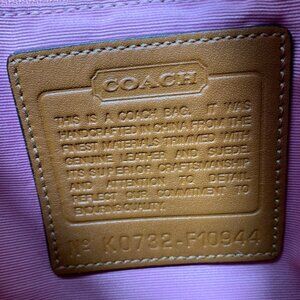 COACH
THIS IS A COACH BAG. IT WAS
HANDCRAFTED IN CHINA FROM THE
FINEST MATERIALS TRIMMED WITH
GENUINE LEATHER AND SUEDE.
ITS SUPERIOR CRAFTSMANSHIP
AND ATTENTION TO DETAIL
REFLECT OUR COMMITMENT TO
ENDURING QUALITY.
Nº K0732-F10944